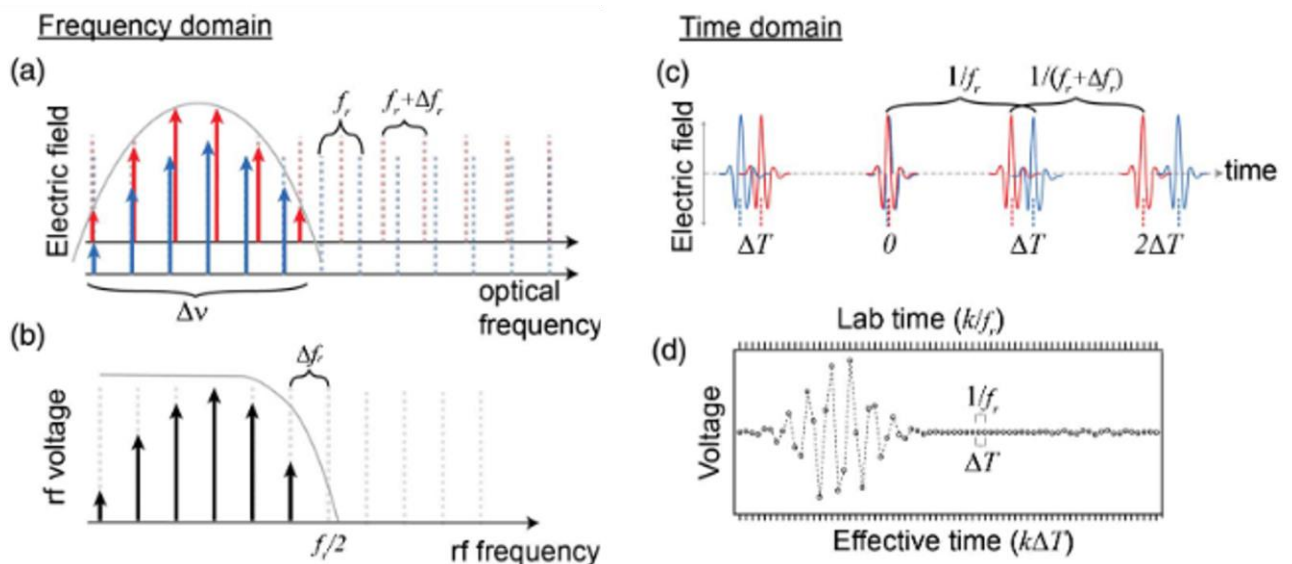 Frequency domain
(a)
Electric field
f_r
f_r+Δf_r
Δν
optical
frequency
(b)
rf voltage
Δf_r
f_r/2
rf frequency
Time domain
(c)
1/f_r
1/(f_r+Δf_r)
Electric field
time
ΔT
0
ΔT
2ΔT
Lab time (k/f_r)
(d)
Voltage
1/f_r
ΔT
Effective time (kΔT)